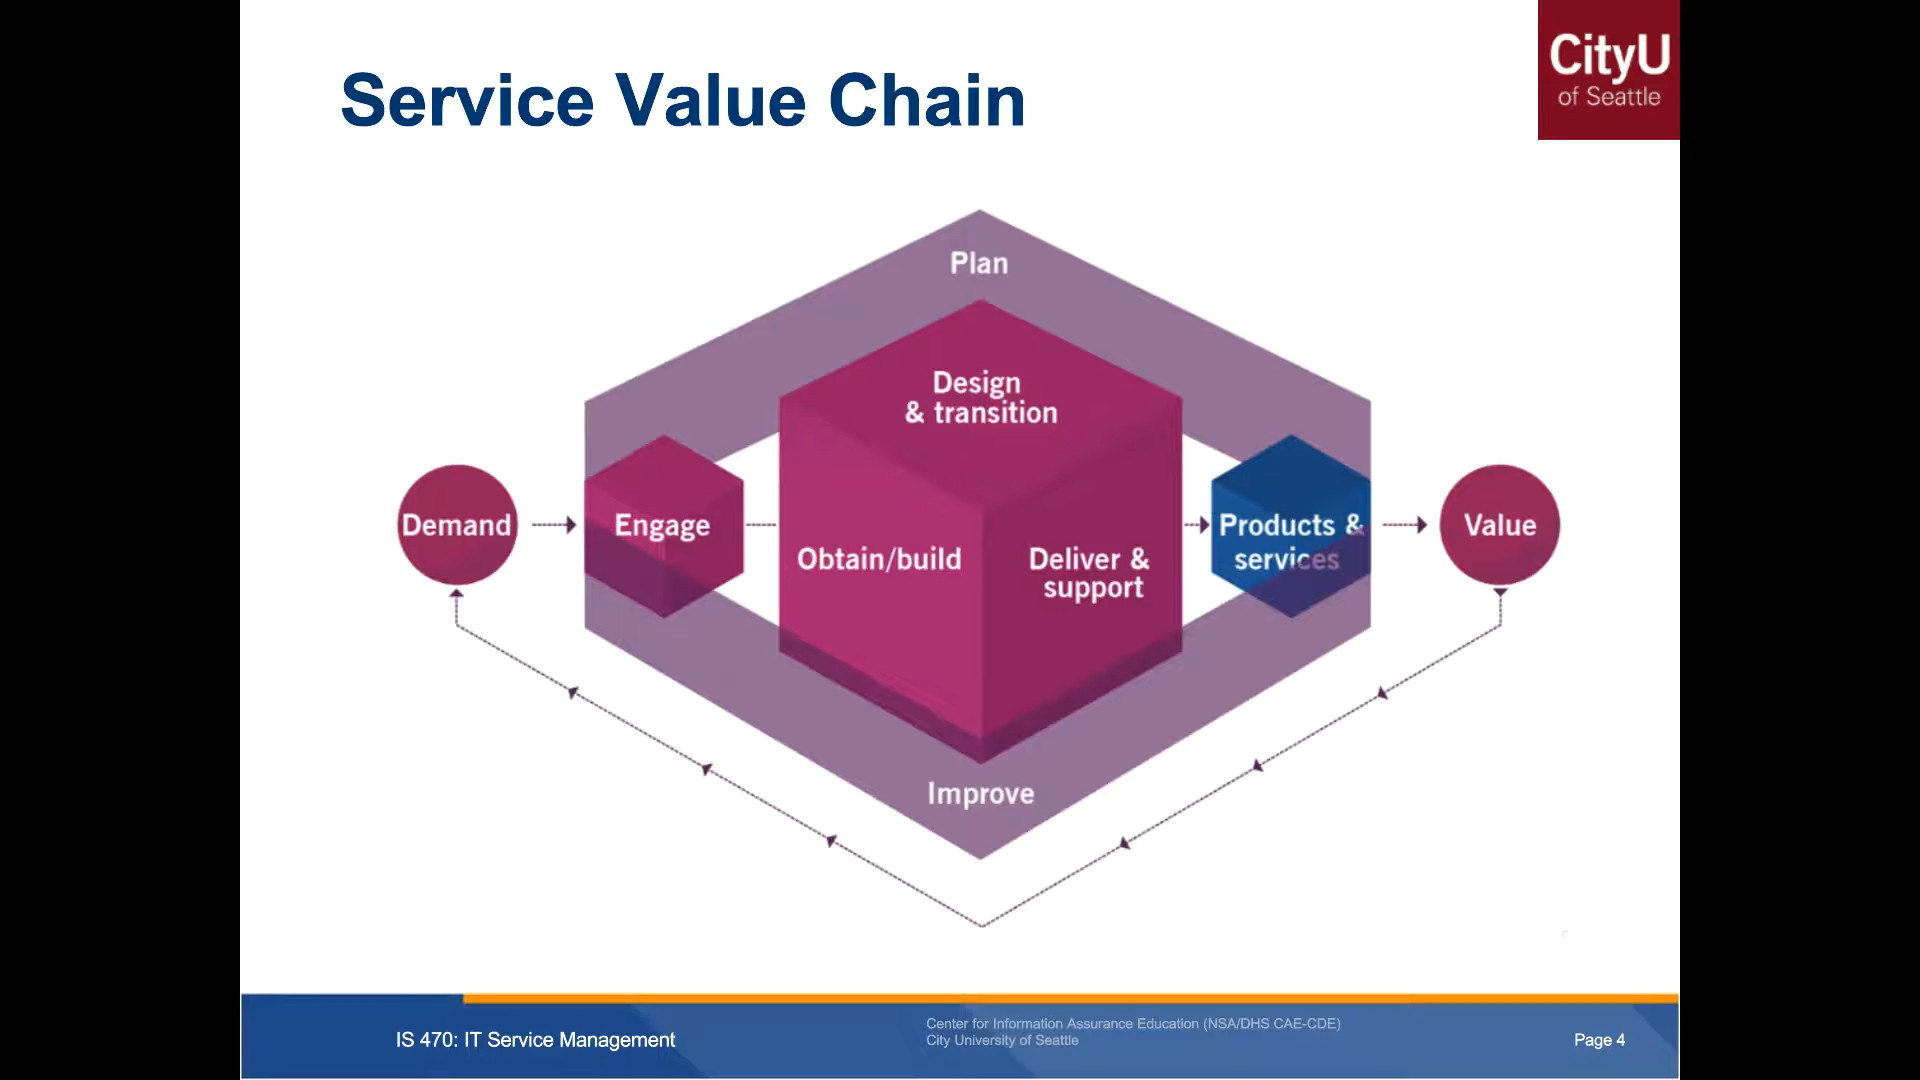 Service Value Chain
CityU
of Seattle
Plan
Design
& transition
Demand
Engage
Obtain/build
Deliver &
support
Products &
services
Value
Improve
IS 470: IT Service Management
Center for Information Assurance Education (NSA/DHS CAE-CDE)
City University of Seattle
Page 4